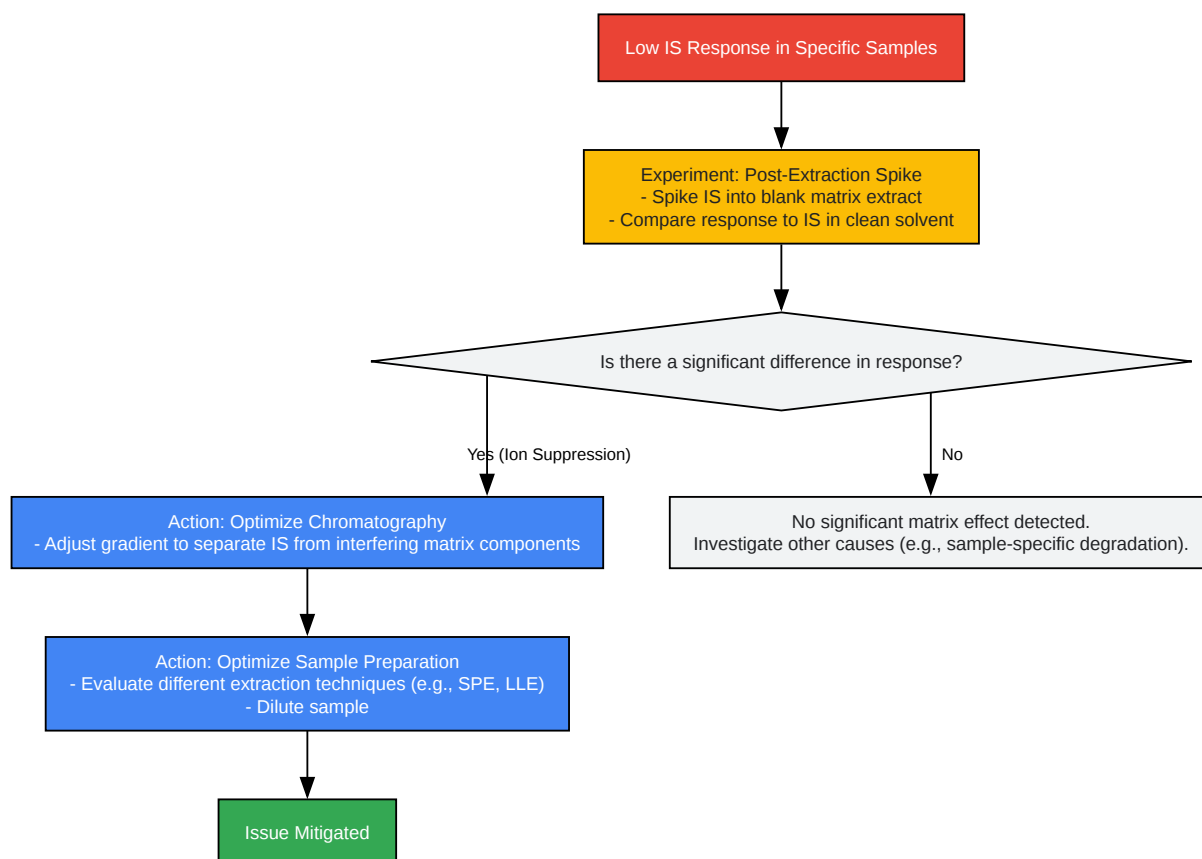 Low IS Response in Specific Samples
Experiment: Post-Extraction Spike
- Spike IS into blank matrix extract
- Compare response to IS in clean solvent
Is there a significant difference in response?
Yes (Ion Suppression)
No
Action: Optimize Chromatography
- Adjust gradient to separate IS from interfering matrix components
No significant matrix effect detected.
Investigate other causes (e.g., sample-specific degradation).
Action: Optimize Sample Preparation
- Evaluate different extraction techniques (e.g., SPE, LLE)
- Dilute sample
Issue Mitigated